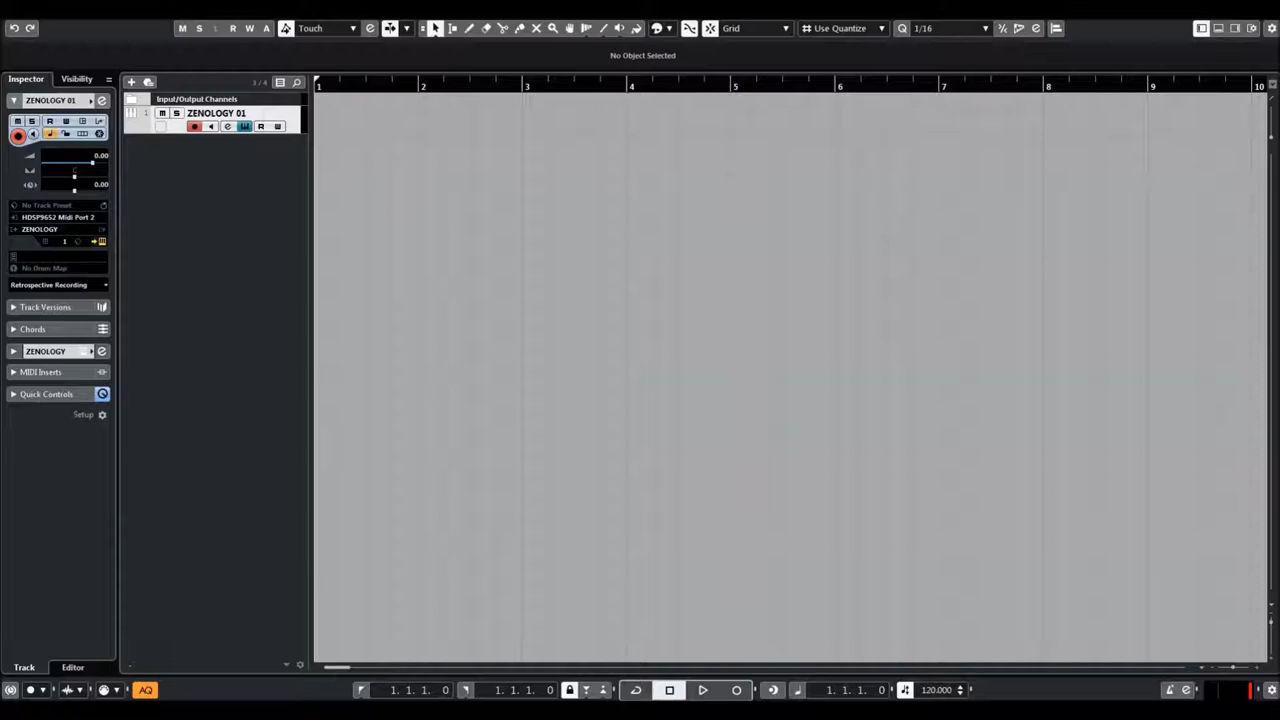 M S L R W A Touch Grid Use Quantize Q 1/16
No Object Selected
Inspector Visibility 3 / 4
1 2 3 4 5 6 7 8 9 10
ZENOLOGY 01 Input/Output Channels
1 M S ZENOLOGY 01
M S R W
R W
0.00
C
0.00
No Track Preset
HDSP9652 Midi Port 2
ZENOLOGY
1
No Drum Map
Retrospective Recording
Track Versions
Chords
ZENOLOGY
MIDI Inserts
Quick Controls
Setup
Track Editor
AQ 1. 1. 1. 0 1. 1. 1. 0 1. 1. 1. 0 120.000